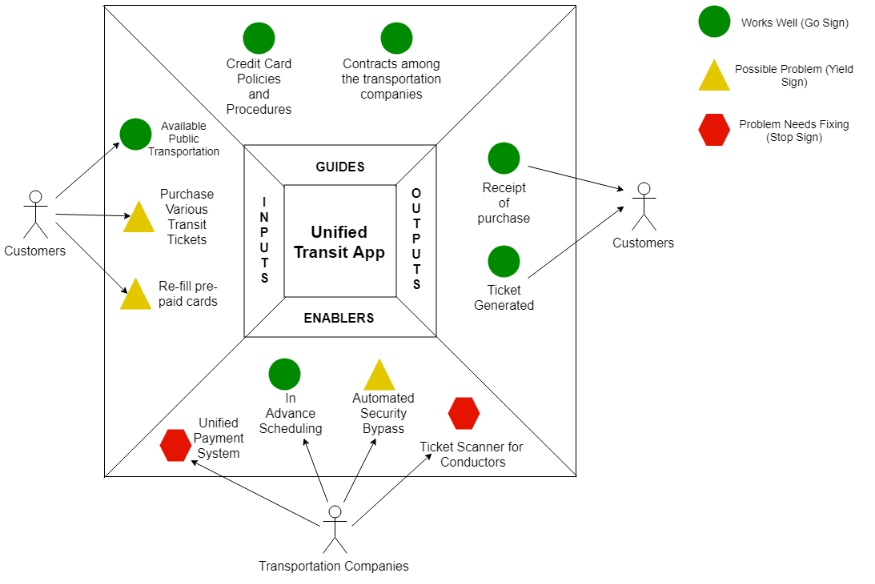 Credit Card
Policies
and
Procedures
Contracts among
the transportation
companies
Works Well (Go Sign)
Possible Problem (Yield
Sign)
Problem Needs Fixing
(Stop Sign)
Available
Public
Transportation
Purchase
Various
Transit
Tickets
Re-fill pre-
paid cards
Customers
GUIDES
INPUTS
Unified
Transit App
OUTPUTS
ENABLERS
Receipt
of
purchase
Ticket
Generated
Customers
Unified
Payment
System
In
Advance
Scheduling
Automated
Security
Bypass
Ticket Scanner for
Conductors
Transportation Companies